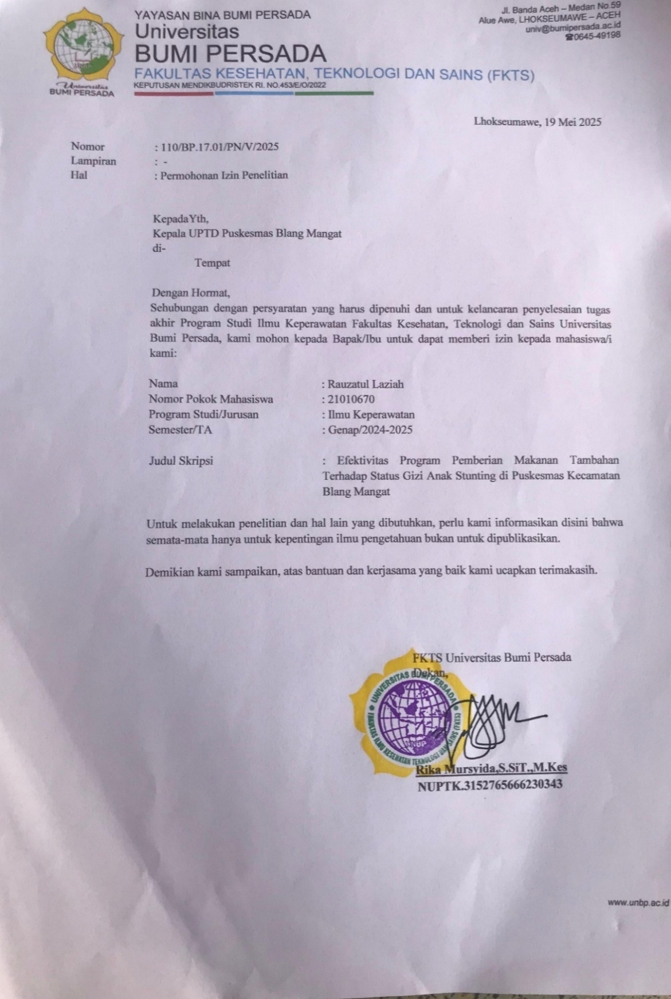 YAYASAN BINA BUMI PERSADA
Universitas
BUMI PERSADA
FAKULTAS KESEHATAN, TEKNOLOGI DAN SAINS (FKTS)
KEPUTUSAN MENDIKBUDRISTEK RI. NO.453/E/O/2022
Jl. Banda Aceh – Medan No.59
Alue Awe, LHOKSEUMAWE – ACEH
univ@bumipersada.ac.id
☎0645-49198
UNBP
Universitas
BUMI PERSADA
Lhokseumawe, 19 Mei 2025
Nomor : 110/BP.17.01/PN/V/2025
Lampiran : -
Hal : Permohonan Izin Penelitian
Kepada Yth,
Kepala UPTD Puskesmas Blang Mangat
di-
Tempat
Dengan Hormat,
Sehubungan dengan persyaratan yang harus dipenuhi dan untuk kelancaran penyelesaian tugas
akhir Program Studi Ilmu Keperawatan Fakultas Kesehatan, Teknologi dan Sains Universitas
Bumi Persada, kami mohon kepada Bapak/Ibu untuk dapat memberi izin kepada mahasiswa/i
kami:
Nama : Rauzatul Laziah
Nomor Pokok Mahasiswa : 21010670
Program Studi/Jurusan : Ilmu Keperawatan
Semester/TA : Genap/2024-2025
Judul Skripsi : Efektivitas Program Pemberian Makanan Tambahan
Terhadap Status Gizi Anak Stunting di Puskesmas Kecamatan
Blang Mangat
Untuk melakukan penelitian dan hal lain yang dibutuhkan, perlu kami informasikan disini bahwa
semata-mata hanya untuk kepentingan ilmu pengetahuan bukan untuk dipublikasikan.
Demikian kami sampaikan, atas bantuan dan kerjasama yang baik kami ucapkan terimakasih.
FKTS Universitas Bumi Persada
Dekan,
UNIVERSITAS BUMI PERSADA
FAKULTAS ILMU KESEHATAN TEKNOLOGI DAN SAINS (FKTS)
UNBP
Rika Mursyida,S.SiT.,M.Kes
NUPTK.3152765666230343
www.unbp.ac.id